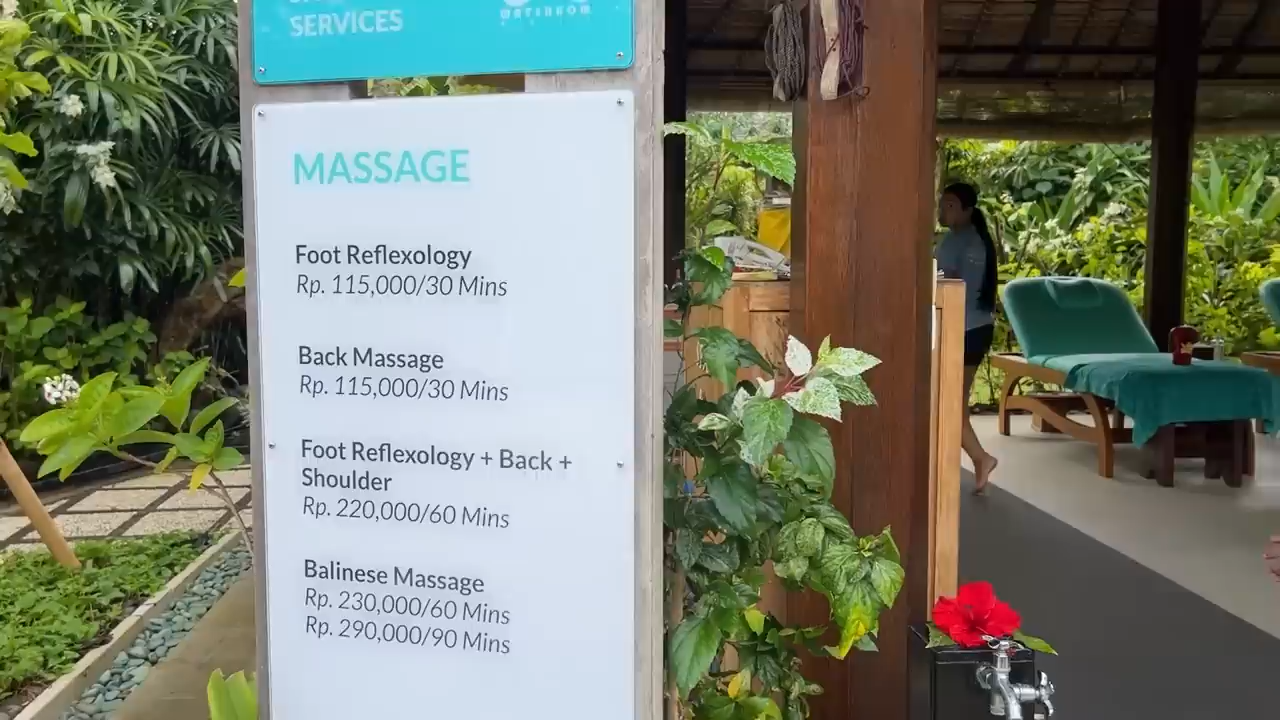 SERVICES
WATERBOM
MASSAGE
Foot Reflexology
Rp. 115,000/30 Mins
Back Massage
Rp. 115,000/30 Mins
Foot Reflexology + Back +
Shoulder
Rp. 220,000/60 Mins
Balinese Massage
Rp. 230,000/60 Mins
Rp. 290,000/90 Mins